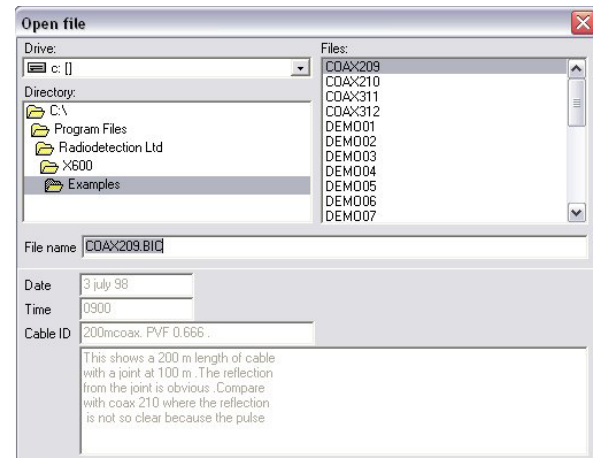 Open file
Drive:
c: []
Directory:
C:\
Program Files
Radiodetection Ltd
X600
Examples
Files:
COAX209
COAX210
COAX311
COAX312
DEMO01
DEMO02
DEMO03
DEMO04
DEMO05
DEMO06
DEMO07
File name COAX209.BIC
Date 3 july 98
Time 0900
Cable ID 200mcoax. PVF 0.666 .
This shows a 200 m length of cable
with a joint at 100 m .The reflection
from the joint is obvious .Compare
with coax 210 where the reflection
is not so clear because the pulse